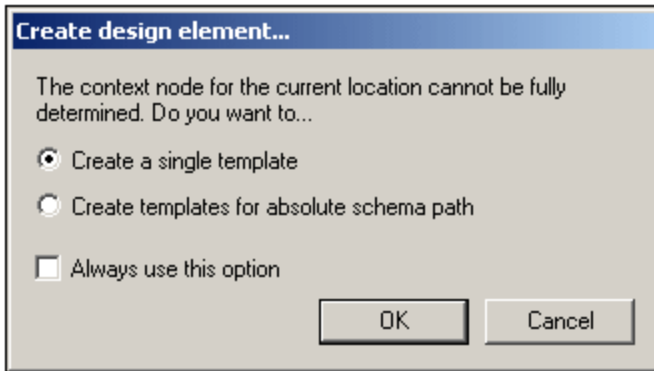 Create design element...
The context node for the current location cannot be fully
determined. Do you want to...
Create a single template
Create templates for absolute schema path
Always use this option
OK Cancel